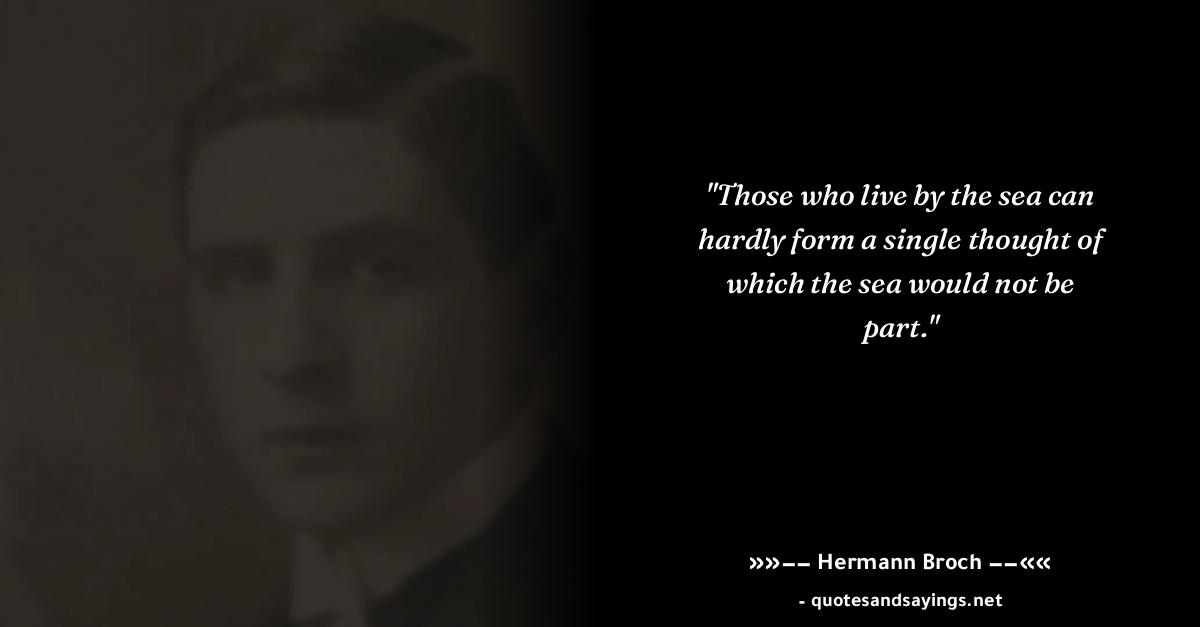 "Those who live by the sea can
hardly form a single thought of
which the sea would not be
part."
»»–– Hermann Broch ––««
- quotesandsayings.net